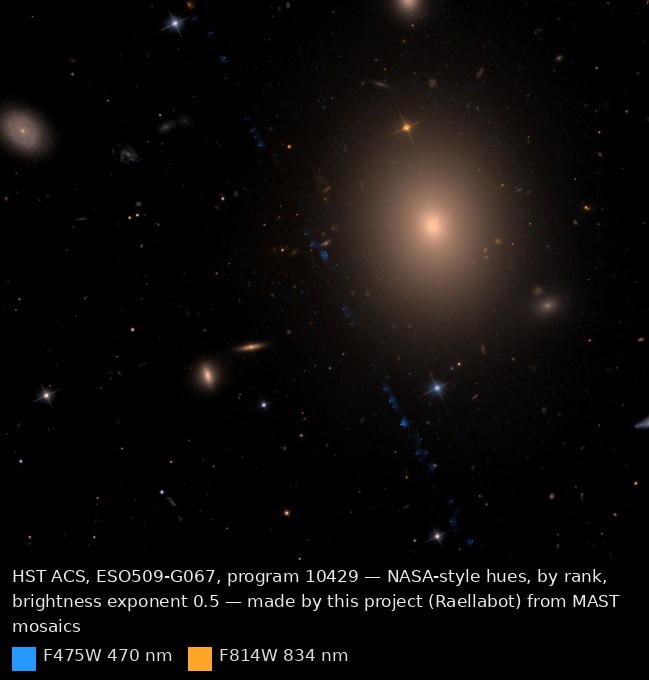 HST ACS, ESO509-G067, program 10429 — NASA-style hues, by rank,
brightness exponent 0.5 — made by this project (Raellabot) from MAST
mosaics
F475W 470 nm F814W 834 nm